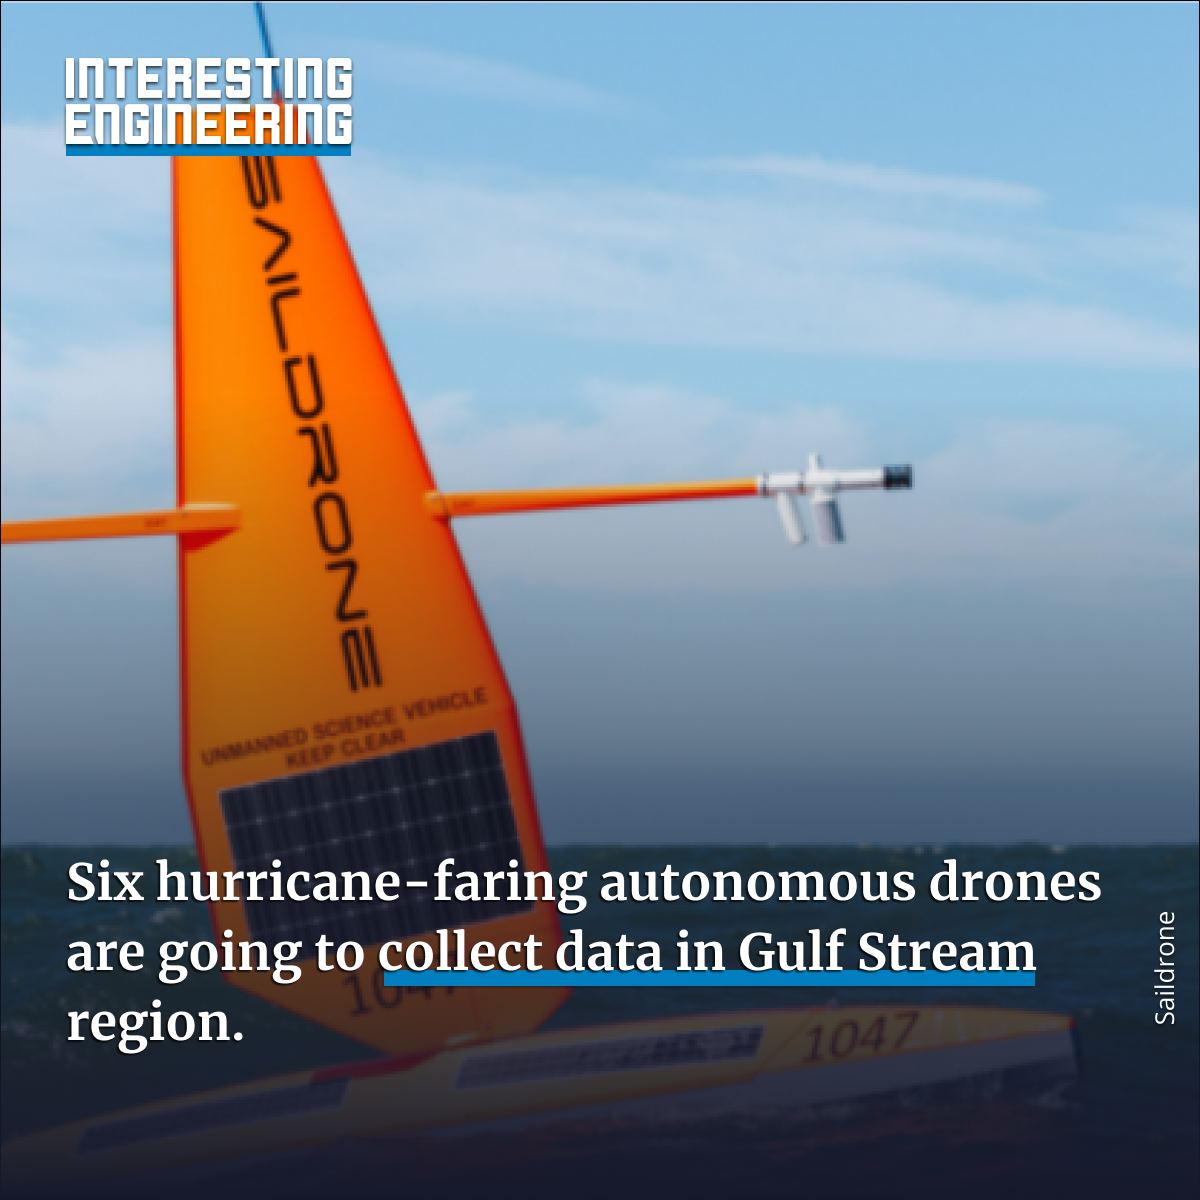 INTERESTING
ENGINEERING
SAILDRONE
UNMANNED SCIENCE VEHICLE
KEEP CLEAR
Six hurricane-faring autonomous drones
are going to collect data in Gulf Stream
region.
1047
1047
Saildrone